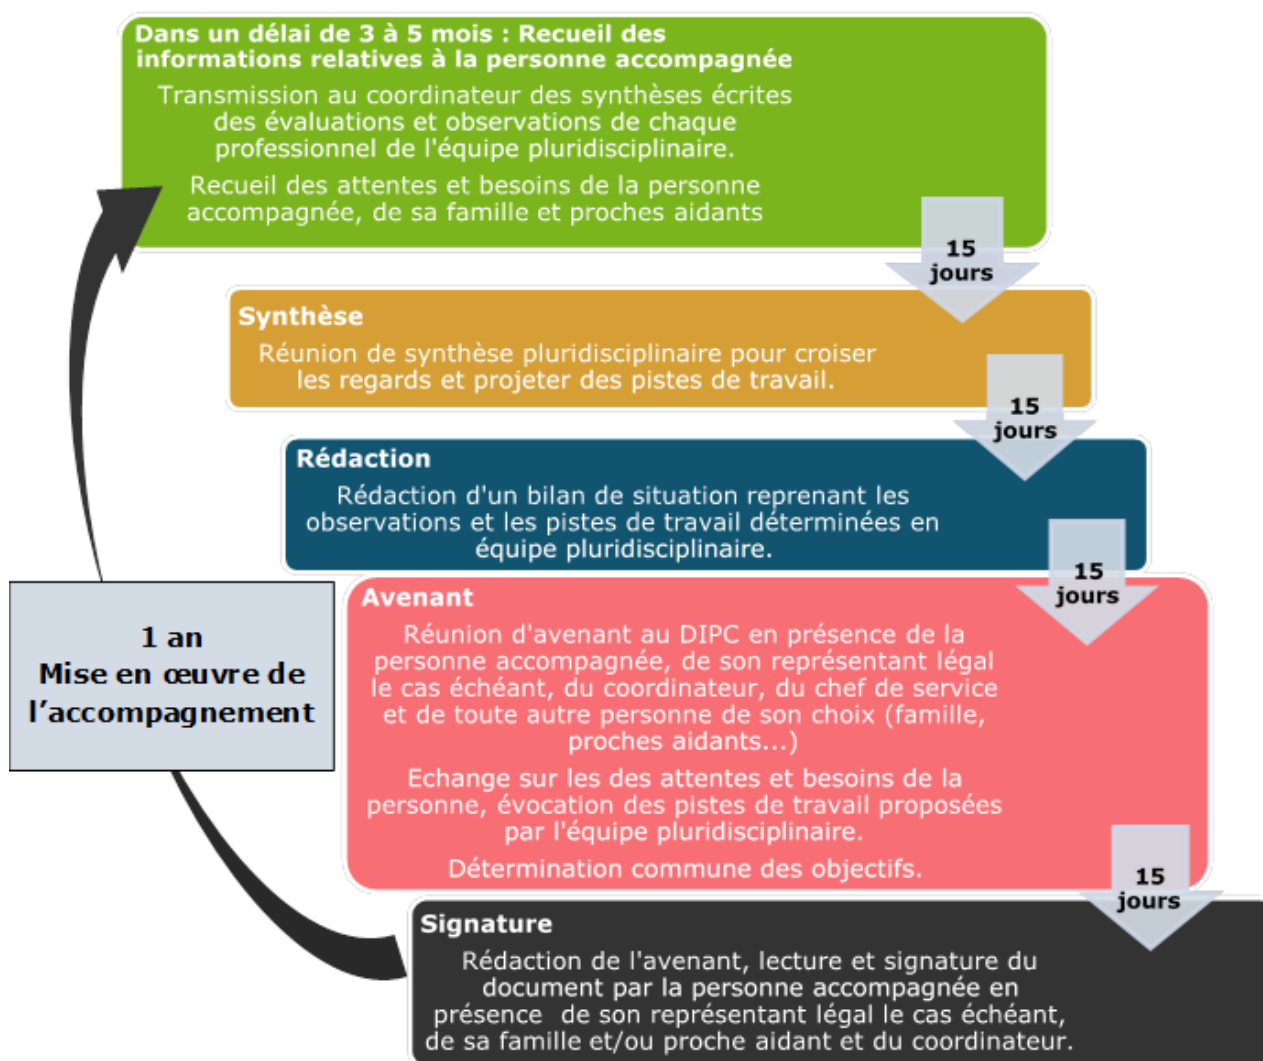 Dans un délai de 3 à 5 mois : Recueil des
informations relatives à la personne accompagnée
Transmission au coordinateur des synthèses écrites
des évaluations et observations de chaque
professionnel de l'équipe pluridisciplinaire.
Recueil des attentes et besoins de la personne
accompagnée, de sa famille et proches aidants
15
jours
Synthèse
Réunion de synthèse pluridisciplinaire pour croiser
les regards et projeter des pistes de travail.
15
jours
Rédaction
Rédaction d'un bilan de situation reprenant les
observations et les pistes de travail déterminées en
équipe pluridisciplinaire.
15
jours
Avenant
Réunion d'avenant au DIPC en présence de la
personne accompagnée, de son représentant légal
le cas échéant, du coordinateur, du chef de service
et de toute autre personne de son choix (famille,
proches aidants...)
Echange sur les des attentes et besoins de la
personne, évocation des pistes de travail proposées
par l'équipe pluridisciplinaire.
Détermination commune des objectifs.
15
jours
Signature
Rédaction de l'avenant, lecture et signature du
document par la personne accompagnée en
présence  de son représentant légal le cas échéant,
de sa famille et/ou proche aidant et du coordinateur.
1 an
Mise en œuvre de
l’accompagnement